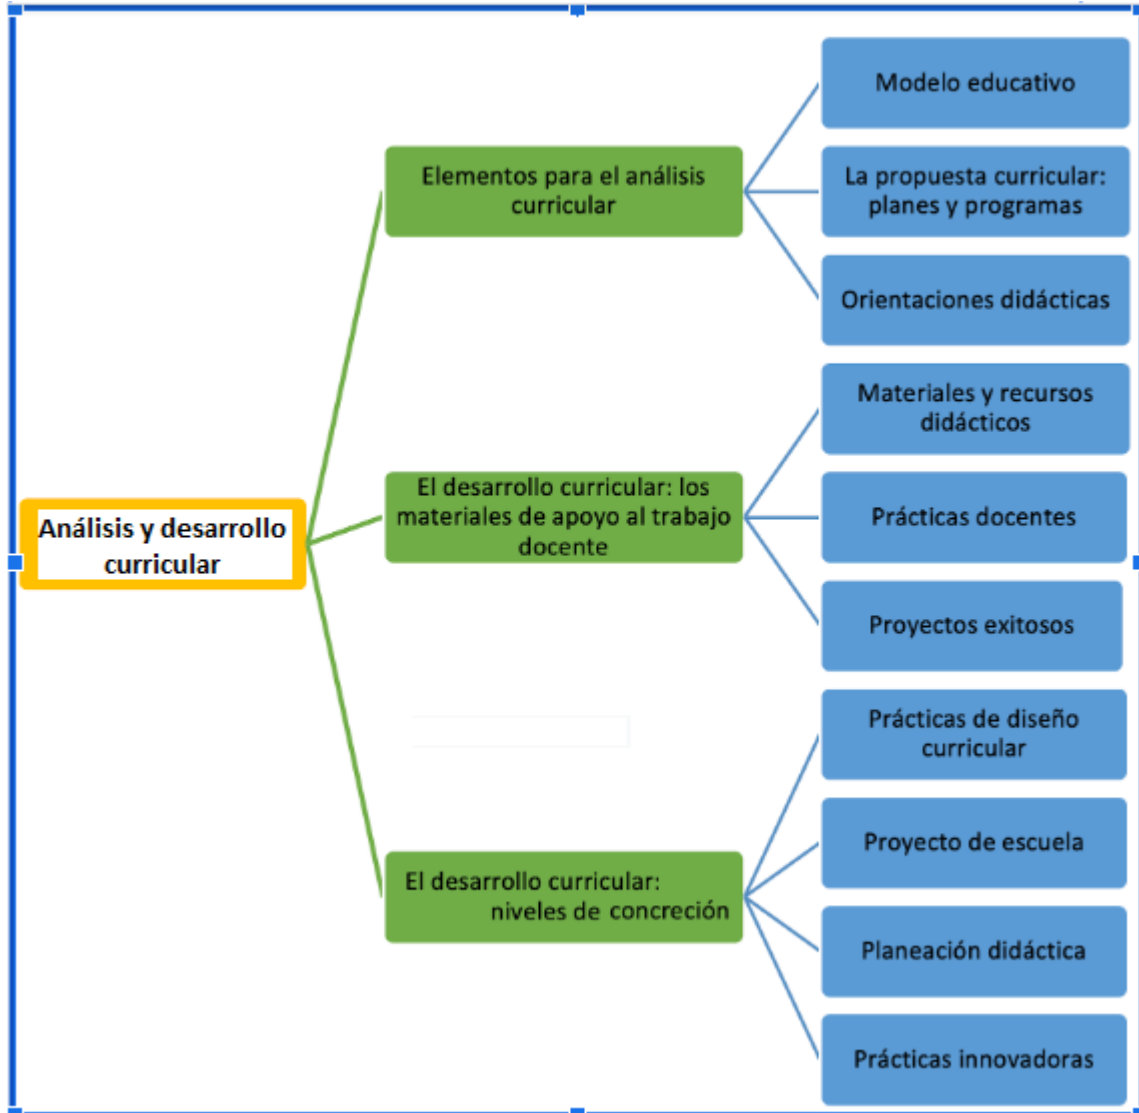 Análisis y desarrollo
curricular
Elementos para el análisis
curricular
Modelo educativo
La propuesta curricular:
planes y programas
Orientaciones didácticas
El desarrollo curricular: los
materiales de apoyo al trabajo
docente
Materiales y recursos
didácticos
Prácticas docentes
Proyectos exitosos
El desarrollo curricular:
niveles de concreción
Prácticas de diseño
curricular
Proyecto de escuela
Planeación didáctica
Prácticas innovadoras